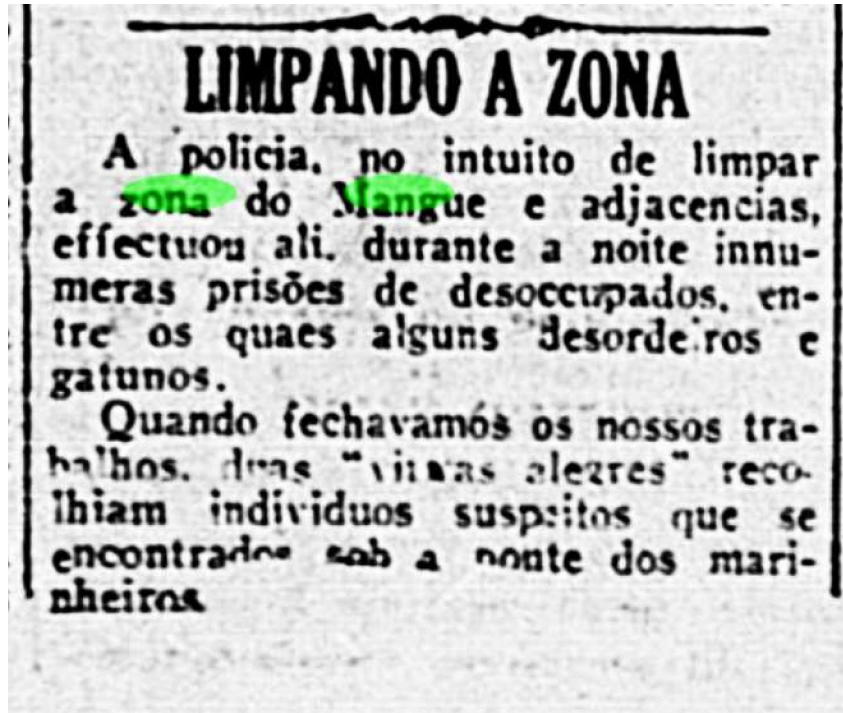 LIMPANDO A ZONA
A policia, no intuito de limpar
a zona do Mangue e adjacencias,
effectuou ali, durante a noite innu-
meras prisões de desoccupados, en-
tre os quaes alguns desordeiros e
gatunos.
Quando fechavamós os nossos tra-
balhos, duas "viuvas alegres" reco-
lhiam individuos suspeitos que se
encontrados sob a ponte dos mari-
nheiros